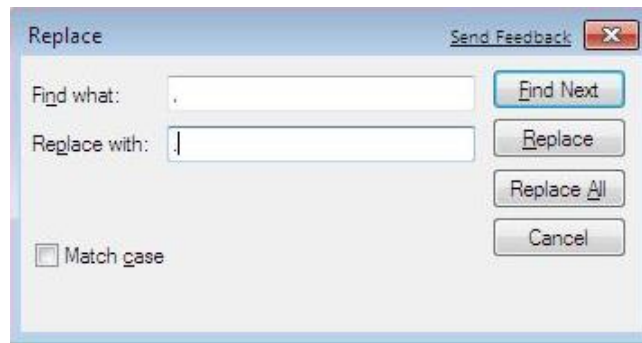 Replace
Send Feedback
Find what: ,
Find Next
Replace with: .
Replace
Replace All
Cancel
Match case